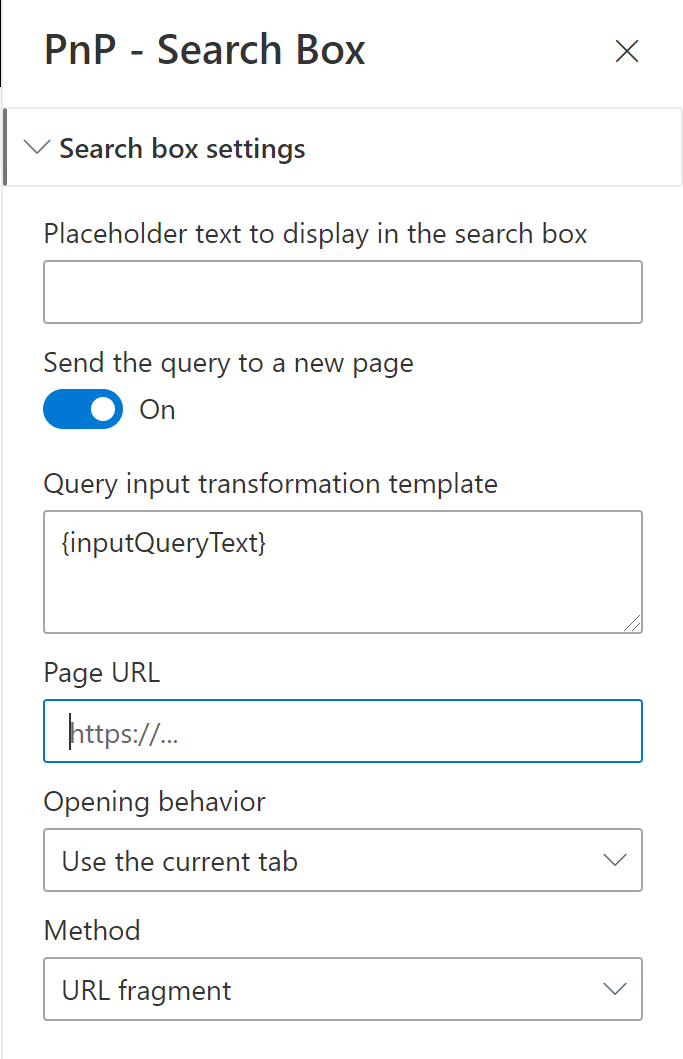 PnP - Search Box
Search box settings
Placeholder text to display in the search box
Send the query to a new page
On
Query input transformation template
{inputQueryText}
Page URL
https://...
Opening behavior
Use the current tab
Method
URL fragment